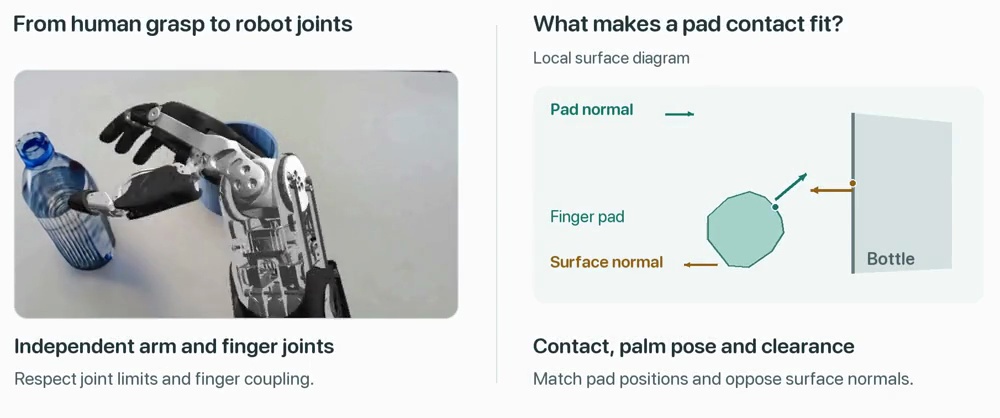 From human grasp to robot joints
Independent arm and finger joints
Respect joint limits and finger coupling.
What makes a pad contact fit?
Local surface diagram
Pad normal
Finger pad
Surface normal
Bottle
Contact, palm pose and clearance
Match pad positions and oppose surface normals.